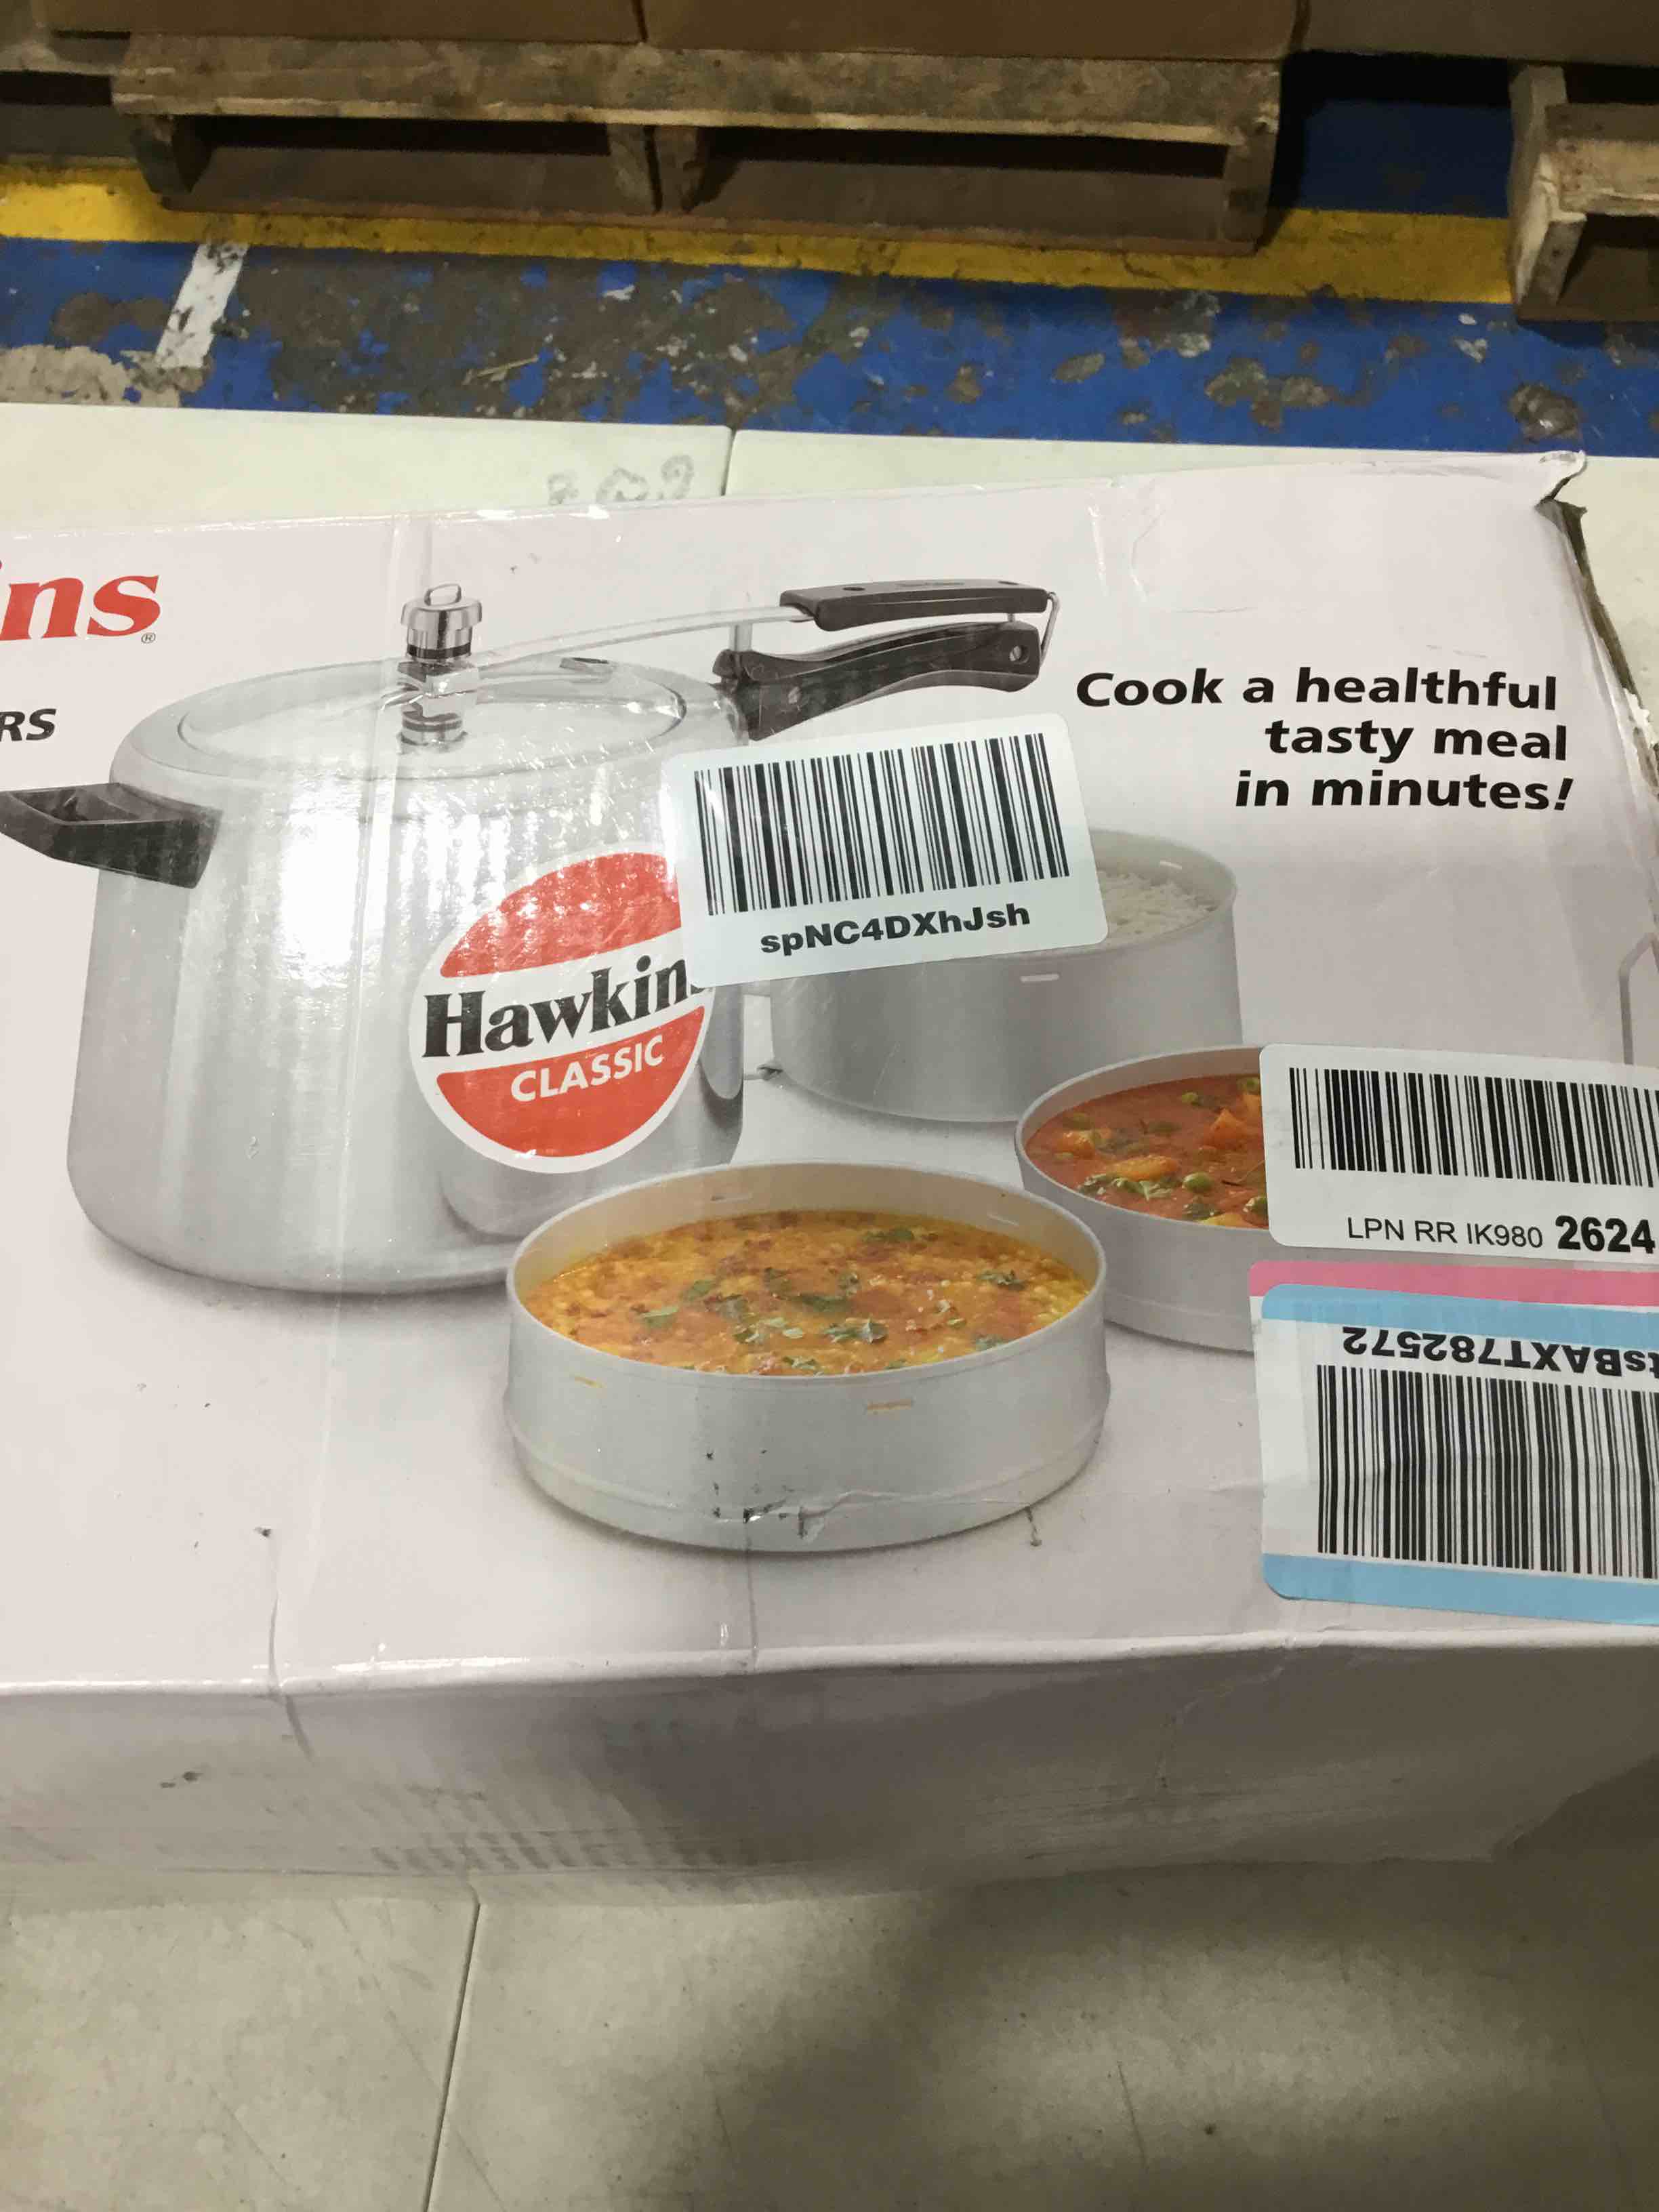 ins
®
RS
Cook a healthful
tasty meal
in minutes!
spNC4DXhJsh
Hawkins
CLASSIC
LPN RR IK980 2624
tsBAXT782572